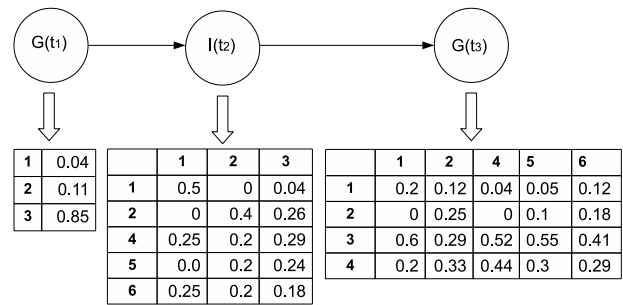 G(t1) I(t2) G(t3)
1 0.04
2 0.11
3 0.85
1 2 3
1 0.5 0 0.04
2 0 0.4 0.26
4 0.25 0.2 0.29
5 0.0 0.2 0.24
6 0.25 0.2 0.18
1 2 4 5 6
1 0.2 0.12 0.04 0.05 0.12
2 0 0.25 0 0.1 0.18
3 0.6 0.29 0.52 0.55 0.41
4 0.2 0.33 0.44 0.3 0.29